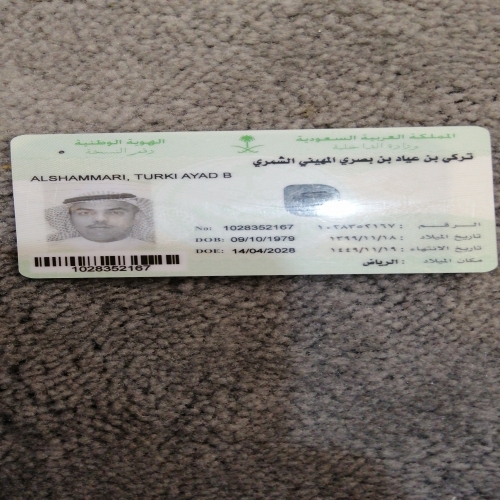 المملكة العربية السعودية
وزارة الداخلية
الهوية الوطنية
رقم النسخة
تركي بن عياد بن بصري المهيني الشمري
ALSHAMMARI, TURKI AYAD B
No: 1028352167 الرقم : ١٠٢٨٣٥٢١٦٧
DOB: 09/10/1979 تاريخ الميلاد : ١٣٩٩/١١/١٨
DOE: 14/04/2028 تاريخ الانتهاء : ١٤٤٩/١١/١٩
مكان الميلاد : الرياض
1028352167